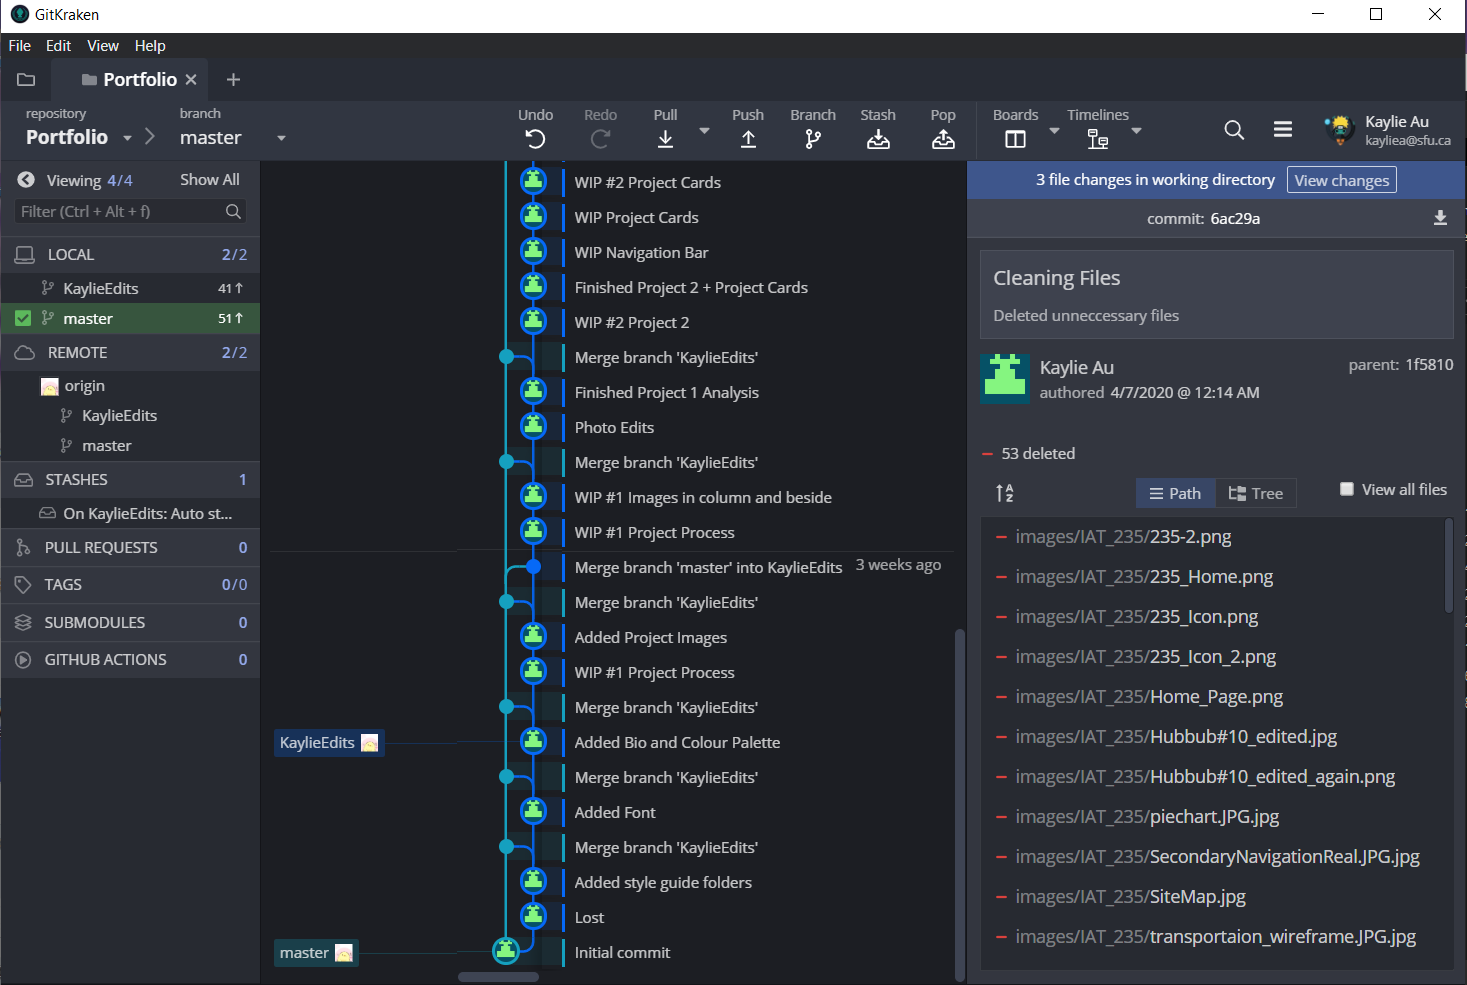 GitKraken
File Edit View Help
Portfolio
repository
Portfolio
branch
master
Undo
Redo
Pull
Push
Branch
Stash
Pop
Boards
Timelines
Kaylie Au
kayliea@sfu.ca
Viewing 4/4 Show All
Filter (Ctrl + Alt + f)
LOCAL 2/2
KaylieEdits 41↑
master 51↑
REMOTE 2/2
origin
KaylieEdits
master
STASHES 1
On KaylieEdits: Auto st...
PULL REQUESTS 0
TAGS 0/0
SUBMODULES 0
GITHUB ACTIONS 0
WIP #2 Project Cards
WIP Project Cards
WIP Navigation Bar
Finished Project 2 + Project Cards
WIP #2 Project 2
Merge branch 'KaylieEdits'
Finished Project 1 Analysis
Photo Edits
Merge branch 'KaylieEdits'
WIP #1 Images in column and beside
WIP #1 Project Process
Merge branch 'master' into KaylieEdits 3 weeks ago
Merge branch 'KaylieEdits'
Added Project Images
WIP #1 Project Process
Merge branch 'KaylieEdits'
KaylieEdits Added Bio and Colour Palette
Merge branch 'KaylieEdits'
Added Font
Merge branch 'KaylieEdits'
Added style guide folders
Lost
master Initial commit
3 file changes in working directory View changes
commit: 6ac29a
Cleaning Files
Deleted unneccessary files
Kaylie Au
authored 4/7/2020 @ 12:14 AM
parent: 1f5810
53 deleted
Path Tree View all files
images/IAT_235/235-2.png
images/IAT_235/235_Home.png
images/IAT_235/235_Icon.png
images/IAT_235/235_Icon_2.png
images/IAT_235/Home_Page.png
images/IAT_235/Hubbub#10_edited.jpg
images/IAT_235/Hubbub#10_edited_again.png
images/IAT_235/piechart.JPG.jpg
images/IAT_235/SecondaryNavigationReal.JPG.jpg
images/IAT_235/SiteMap.jpg
images/IAT_235/transportaion_wireframe.JPG.jpg